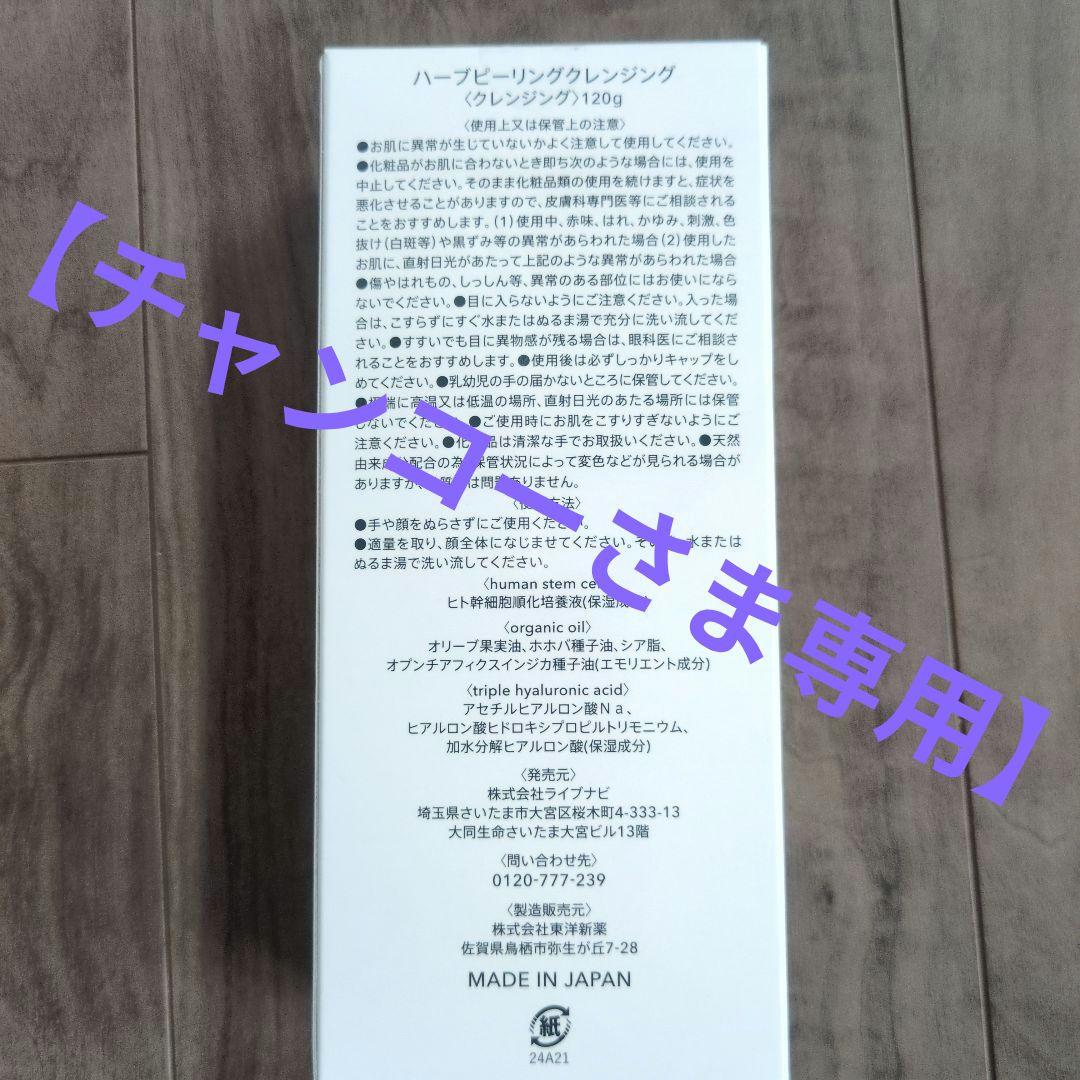 ハーブピーリングクレンジング
〈クレンジング〉120g
〈使用上又は保管上の注意〉
●お肌に異常が生じていないかよく注意して使用してください。
●化粧品がお肌に合わないとき即ち次のような場合には、使用を
中止してください。そのまま化粧品類の使用を続けますと、症状を
悪化させることがありますので、皮膚科専門医等にご相談される
ことをおすすめします。(1)使用中、赤味、はれ、かゆみ、刺激、色
抜け(白斑等)や黒ずみ等の異常があらわれた場合(2)使用した
お肌に、直射日光があたって上記のような異常があらわれた場合
●傷やはれもの、しっしん等、異常のある部位にはお使いになら
ないでください。●目に入らないようにご注意ください。入った場
合は、こすらずにすぐ水またはぬるま湯で充分に洗い流してくだ
さい。●すすいでも目に異物感が残る場合は、眼科医にご相談さ
れることをおすすめします。●使用後は必ずしっかりキャップをし
めてください。●乳幼児の手の届かないところに保管してください。
●極端に高温又は低温の場所、直射日光のあたる場所には保管
しないでください。●ご使用時にお肌をこすりすぎないようにご
注意ください。●化粧品は清潔な手でお取扱いください。●天然
由来成分配合の為、保管状況によって変色などが見られる場合が
ありますが、品質には問題ありません。
〈使用方法〉
●手や顔をぬらさずにご使用ください。
●適量を取り、顔全体になじませてください。その後、水または
ぬるま湯で洗い流してください。
〈human stem cell〉
ヒト幹細胞順化培養液(保湿成分)
〈organic oil〉
オリーブ果実油、ホホバ種子油、シア脂、
オプンチアフィクスインジカ種子油(エモリエント成分)
〈triple hyaluronic acid〉
アセチルヒアルロン酸Ｎａ、
ヒアルロン酸ヒドロキシプロピルトリモニウム、
加水分解ヒアルロン酸(保湿成分)
〈発売元〉
株式会社ライブナビ
埼玉県さいたま市大宮区桜木町4-333-13
大同生命さいたま大宮ビル13階
〈問い合わせ先〉
0120-777-239
〈製造販売元〉
株式会社東洋新薬
佐賀県鳥栖市弥生が丘7-28
MADE IN JAPAN
紙
24A21
【チャンコーさま専用】